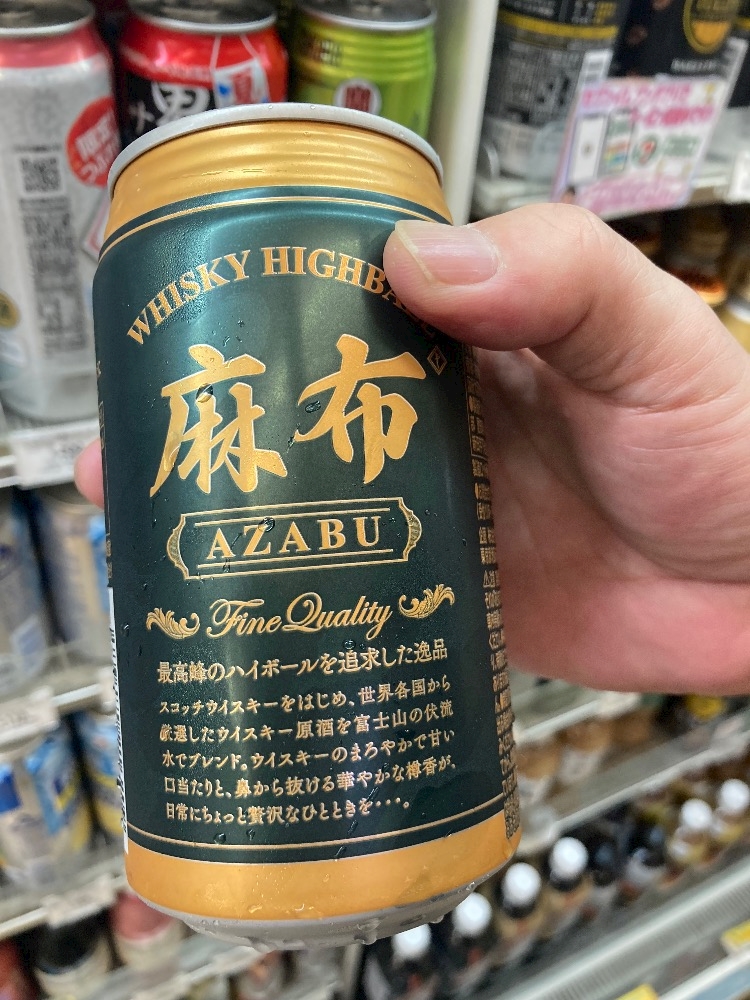 WHISKY HIGHBA
麻布
AZABU
Fine Quality
最高峰のハイボールを追求した逸品
スコッチウイスキーをはじめ、世界各国から
厳選したウイスキー原酒を富士山の伏流
水でブレンド。ウイスキーのまろやかで甘い
口当たりと、鼻から抜ける華やかな樽香が、
日常にちょっと贅沢なひとときを・・・。